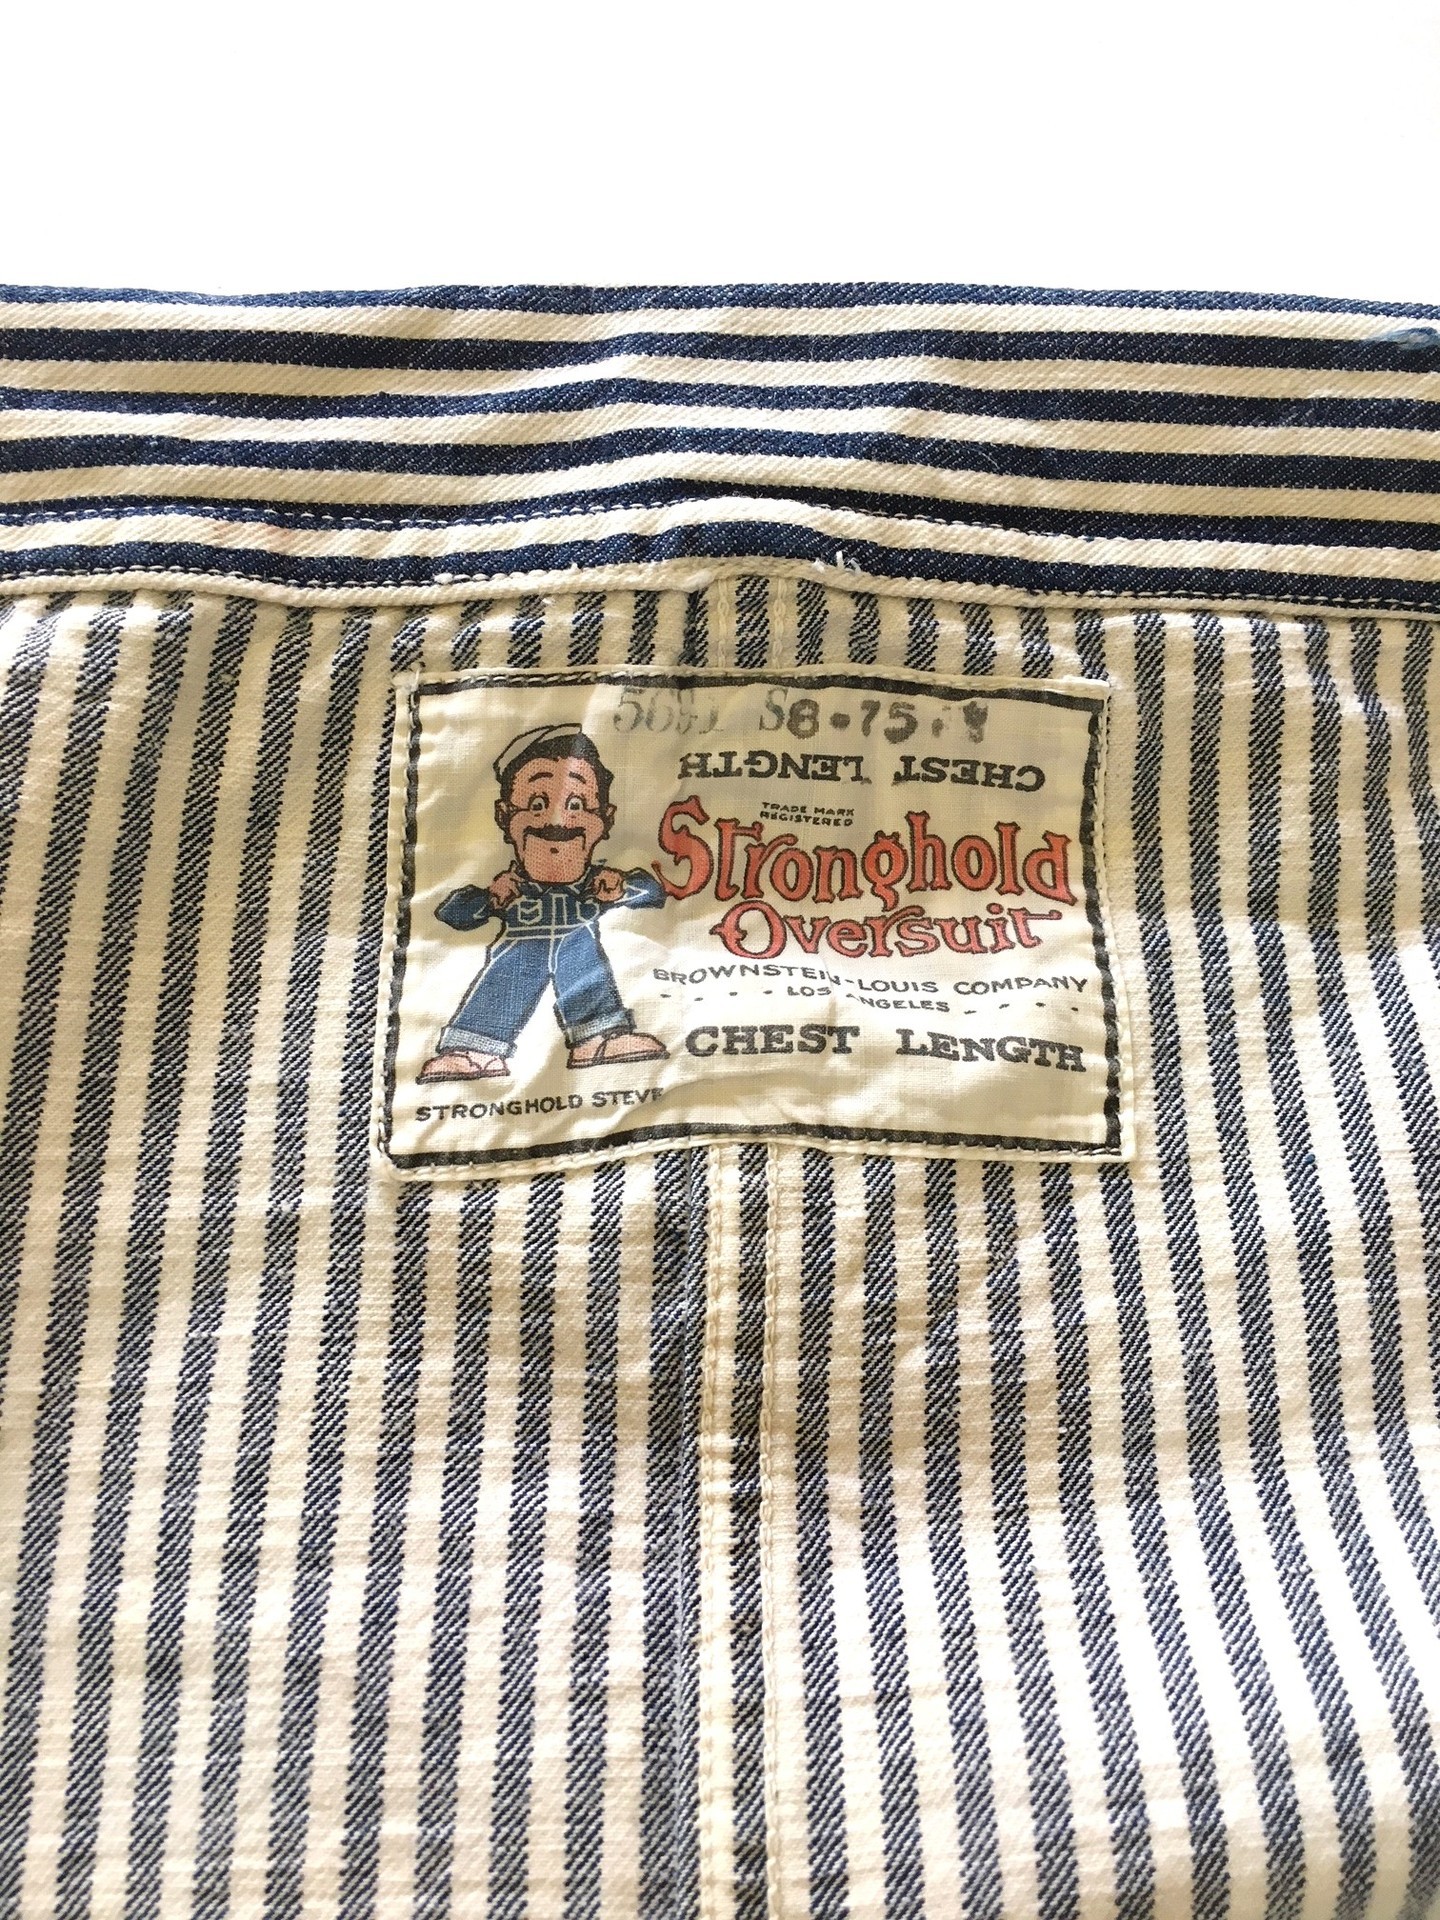 CHEST LENGTH
TRADE MARK
REGISTERED
Stronghold
Oversuit
BROWNSTEIN-LOUIS COMPANY
LOS ANGELES
CHEST LENGTH
STRONGHOLD STEVE